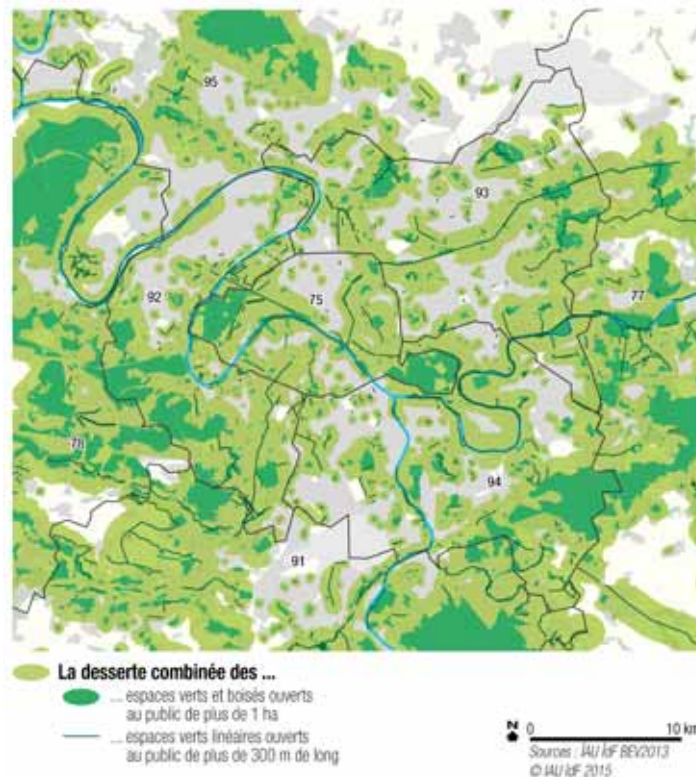 95
93
92
75
77
78
94
91
La desserte combinée des ...
... espaces verts et boisés ouverts
au public de plus de 1 ha
... espaces verts linéaires ouverts
au public de plus de 300 m de long
N
0 10 km
Sources : IAU îdF BEV2013
© IAU îdF 2015